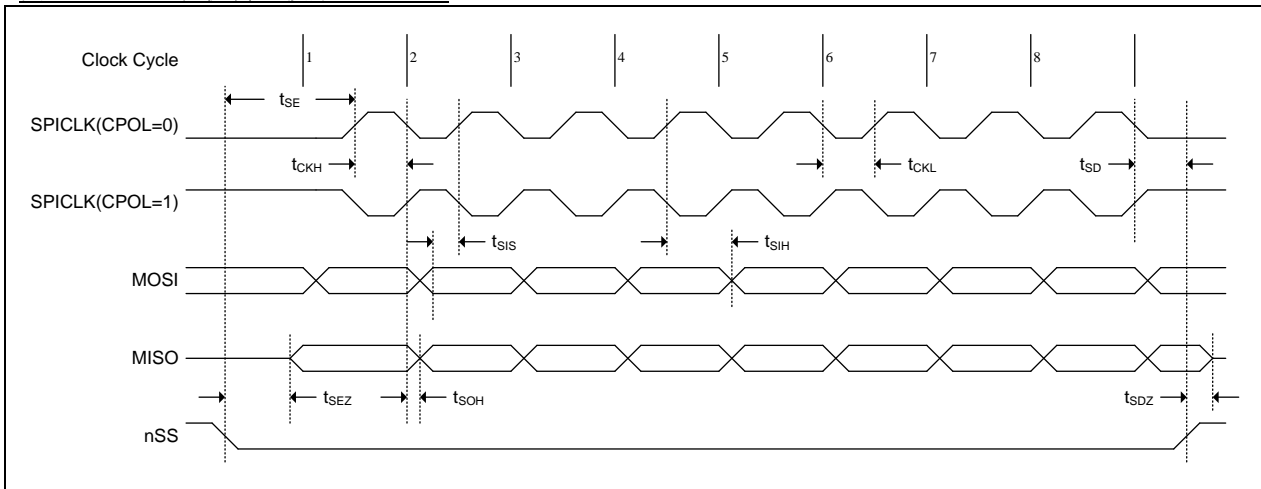 Clock Cycle 1 2 3 4 5 6 7 8
tSE
SPICLK(CPOL=0)
tCKH tCKL tSD
SPICLK(CPOL=1)
tSIS tSIH
MOSI
MISO
tSEZ tSOH tSDZ
nSS